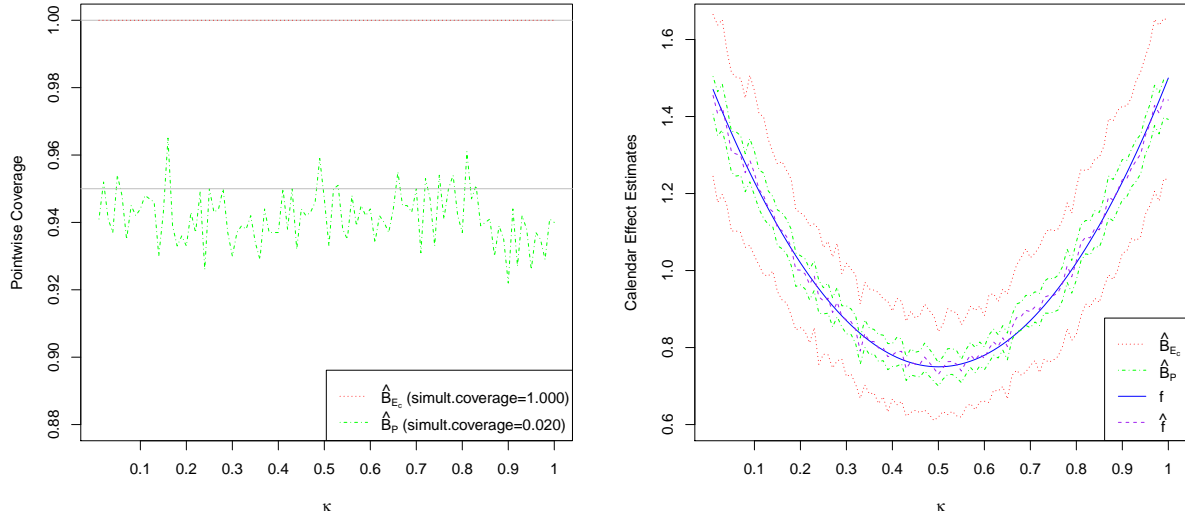 Pointwise Coverage
1.00
0.98
0.96
0.94
0.92
0.90
0.88
0.1 0.2 0.3 0.4 0.5 0.6 0.7 0.8 0.9 1
κ
B̂_Ec (simult.coverage=1.000)
B̂_P (simult.coverage=0.020)
Calendar Effect Estimates
1.6
1.4
1.2
1.0
0.8
0.6
0.1 0.2 0.3 0.4 0.5 0.6 0.7 0.8 0.9 1
κ
B̂_Ec
B̂_P
f
f̂